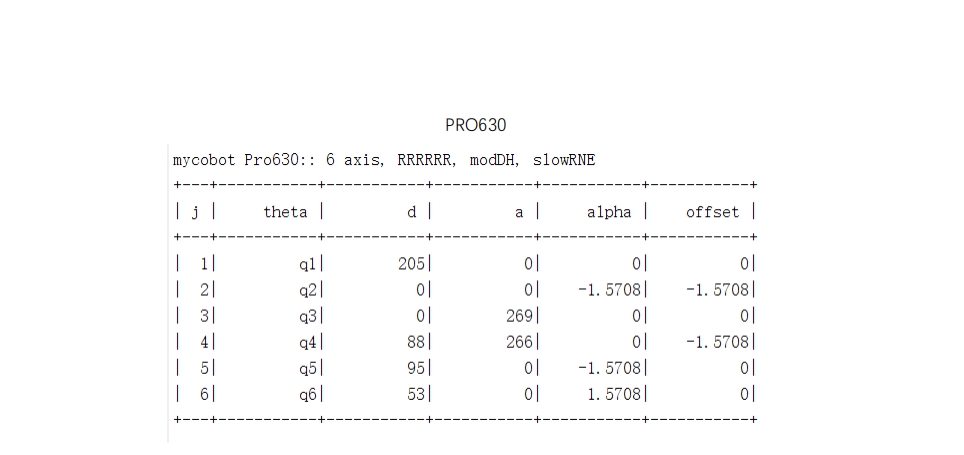 PRO630
mycobot Pro630:: 6 axis, RRRRRR, modDH, slowRNE
+---+-----------+-----------+-----------+-----------+-----------+
| j |     theta |         d |         a |     alpha |    offset |
+---+-----------+-----------+-----------+-----------+-----------+
|  1|         q1|        205|          0|          0|          0|
|  2|         q2|          0|          0|    -1.5708|    -1.5708|
|  3|         q3|          0|        269|          0|          0|
|  4|         q4|         88|        266|          0|    -1.5708|
|  5|         q5|         95|          0|    -1.5708|          0|
|  6|         q6|         53|          0|     1.5708|          0|
+---+-----------+-----------+-----------+-----------+-----------+